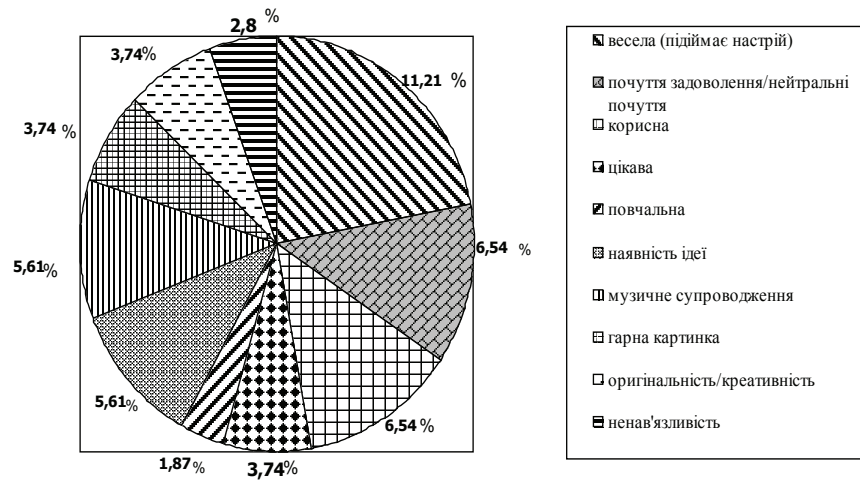 2,8 %
11,21 %
6,54 %
6,54 %
3,74%
1,87 %
5,61%
5,61%
3,74 %
3,74%
весела (підіймає настрій)
почуття задоволення/нейтральні
почуття
корисна
цікава
повчальна
наявність ідеї
музичне супроводження
гарна картинка
оригінальність/креативність
ненав'язливість